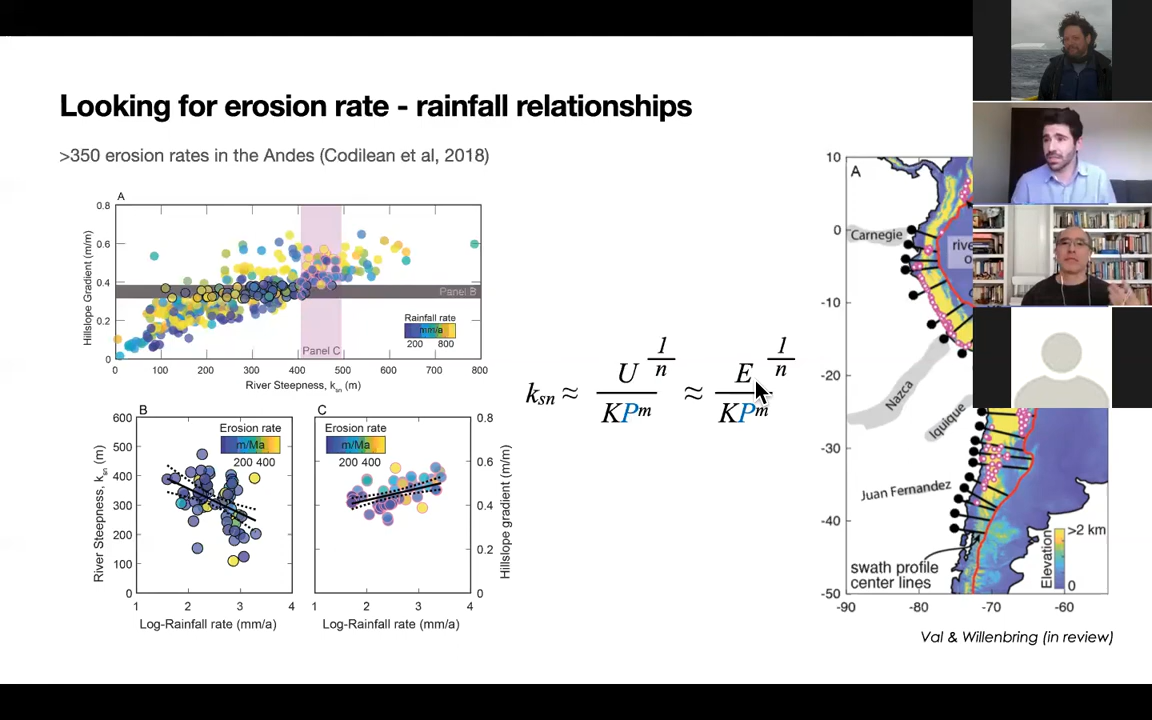 Looking for erosion rate - rainfall relationships
>350 erosion rates in the Andes (Codilean et al, 2018)
A
0.8
0.6
0.4
0.2
0
Hillslope Gradient (m/m)
Panel B
Panel C
Rainfall rate
mm/a
200 800
0 100 200 300 400 500 600 700 800
River Steepness, ksn (m)
B
600
500
400
300
200
100
0
River Steepness, ksn (m)
Erosion rate
m/Ma
200 400
1 2 3 4
Log-Rainfall rate (mm/a)
C
Erosion rate
m/Ma
200 400
0.8
0.6
0.4
0.2
0
Hillslope gradient (m/m)
1 2 3 4
Log-Rainfall rate (mm/a)
ksn ≈ U/KPm 1/n ≈ E/KPm 1/n
A
10
0
-10
-20
-30
-40
-50
Carnegie
Nazca
Iquique
Juan Fernandez
swath profile
center lines
Elevation
>2 km
0
-90 -80 -70 -60
Val & Willenbring (in review)